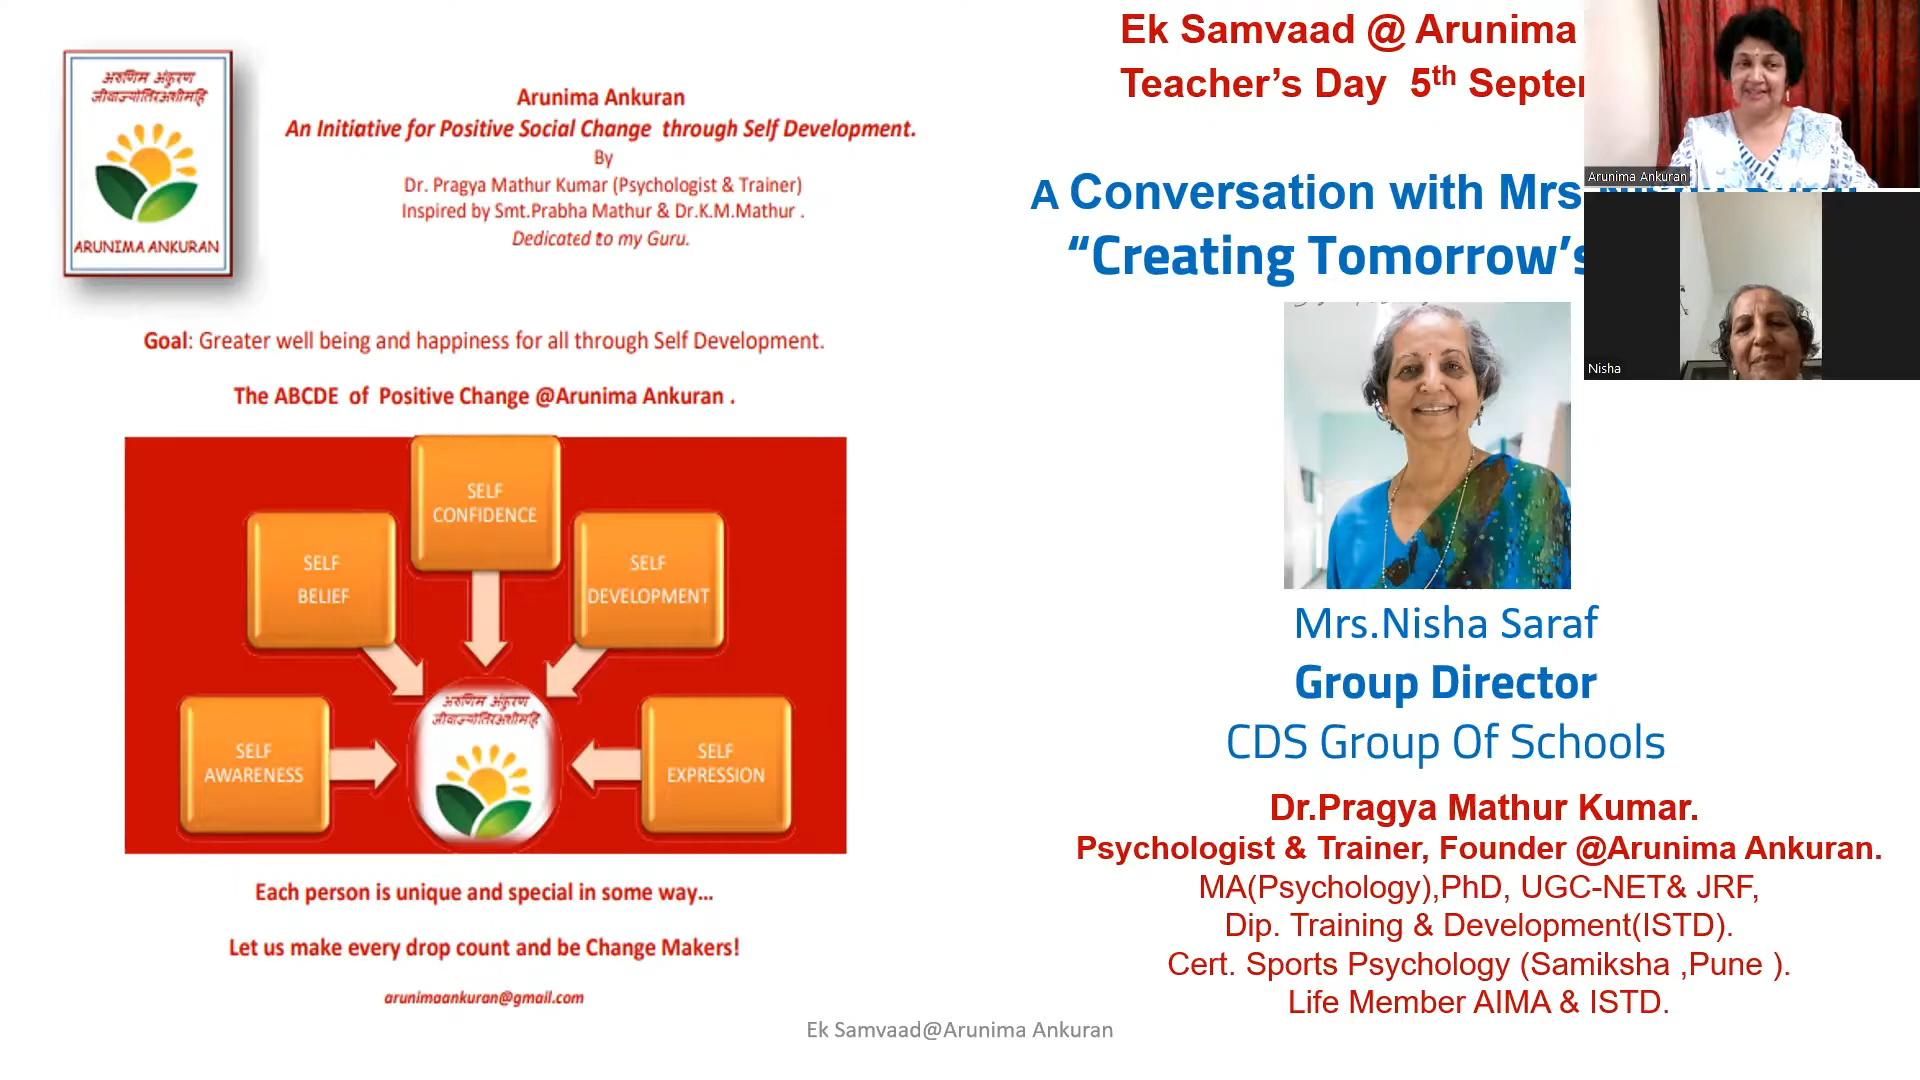 अरुणिम अंकुरण
जीवाज्योतिरअशीमहि
ARUNIMA ANKURAN
Arunima Ankuran
An Initiative for Positive Social Change through Self Development.
By
Dr. Pragya Mathur Kumar (Psychologist & Trainer)
Inspired by Smt.Prabha Mathur & Dr.K.M.Mathur .
Dedicated to my Guru.
Goal: Greater well being and happiness for all through Self Development.
The ABCDE of Positive Change @Arunima Ankuran .
SELF
CONFIDENCE
SELF
BELIEF
SELF
DEVELOPMENT
SELF
AWARENESS
अरुणिम अंकुरण
जीवाज्योतिरअशीमहि
SELF
EXPRESSION
Each person is unique and special in some way...
Let us make every drop count and be Change Makers!
arunimaankuran@gmail.com
Ek Samvaad @ Arunima
Teacher’s Day 5th Septe
A Conversation with Mrs
“Creating Tomorrow’s
Mrs.Nisha Saraf
Group Director
CDS Group Of Schools
Dr.Pragya Mathur Kumar.
Psychologist & Trainer, Founder @Arunima Ankuran.
MA(Psychology),PhD, UGC-NET& JRF,
Dip. Training & Development(ISTD).
Cert. Sports Psychology (Samiksha ,Pune ).
Life Member AIMA & ISTD.
Ek Samvaad@Arunima Ankuran
Arunima Ankuran
Nisha